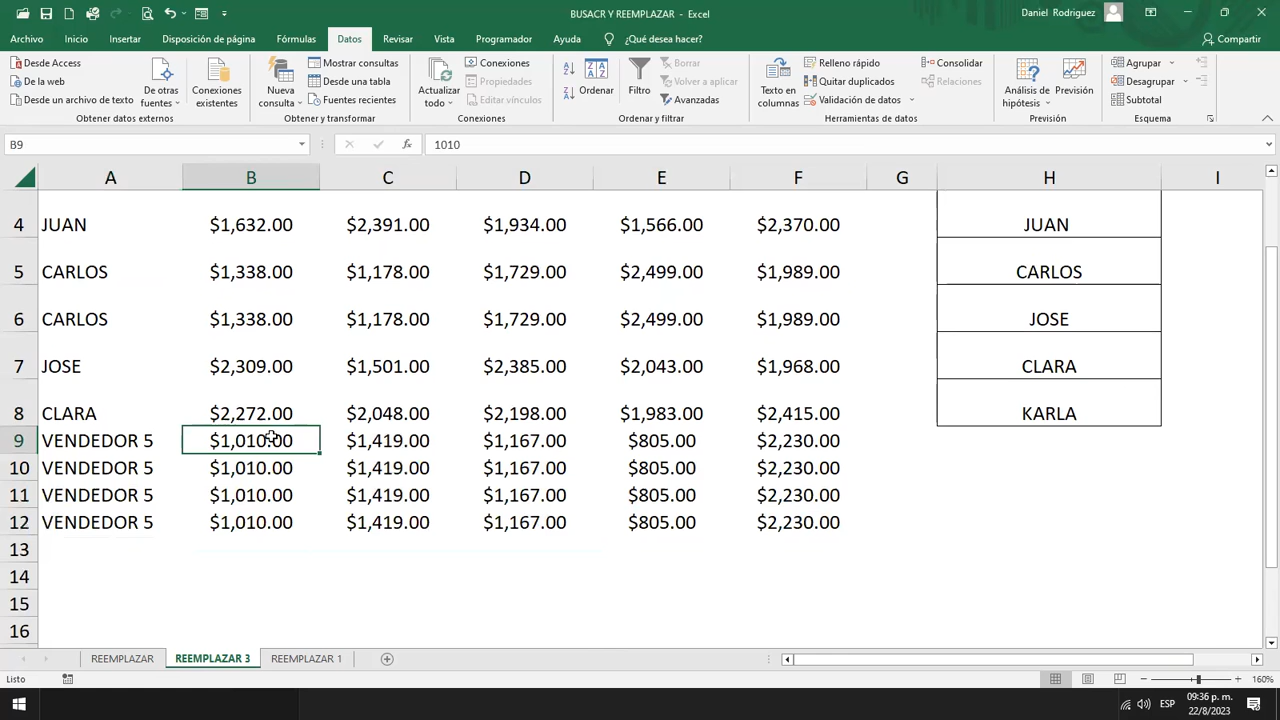 BUSACR Y REEMPLAZAR - Excel
Daniel Rodriguez
Archivo Inicio Insertar Disposición de página Fórmulas Datos Revisar Vista Programador Ayuda ¿Qué desea hacer? Compartir
Desde Access
De la web
Desde un archivo de texto
De otras fuentes
Conexiones existentes
Obtener datos externos
Nueva consulta
Mostrar consultas
Desde una tabla
Fuentes recientes
Obtener y transformar
Actualizar todo
Conexiones
Propiedades
Editar vínculos
Conexiones
Ordenar
Filtro
Borrar
Volver a aplicar
Avanzadas
Ordenar y filtrar
Texto en columnas
Relleno rápido
Quitar duplicados
Validación de datos
Consolidar
Relaciones
Herramientas de datos
Análisis de hipótesis
Previsión
Previsión
Agrupar
Desagrupar
Subtotal
Esquema
B9 fx 1010
A B C D E F G H I
4 JUAN $1,632.00 $2,391.00 $1,934.00 $1,566.00 $2,370.00 JUAN
5 CARLOS $1,338.00 $1,178.00 $1,729.00 $2,499.00 $1,989.00 CARLOS
6 CARLOS $1,338.00 $1,178.00 $1,729.00 $2,499.00 $1,989.00 JOSE
7 JOSE $2,309.00 $1,501.00 $2,385.00 $2,043.00 $1,968.00 CLARA
8 CLARA $2,272.00 $2,048.00 $2,198.00 $1,983.00 $2,415.00 KARLA
9 VENDEDOR 5 $1,010.00 $1,419.00 $1,167.00 $805.00 $2,230.00
10 VENDEDOR 5 $1,010.00 $1,419.00 $1,167.00 $805.00 $2,230.00
11 VENDEDOR 5 $1,010.00 $1,419.00 $1,167.00 $805.00 $2,230.00
12 VENDEDOR 5 $1,010.00 $1,419.00 $1,167.00 $805.00 $2,230.00
13
14
15
16
REEMPLAZAR REEMPLAZAR 3 REEMPLAZAR 1
Listo 160%
ESP 09:36 p. m.
22/8/2023